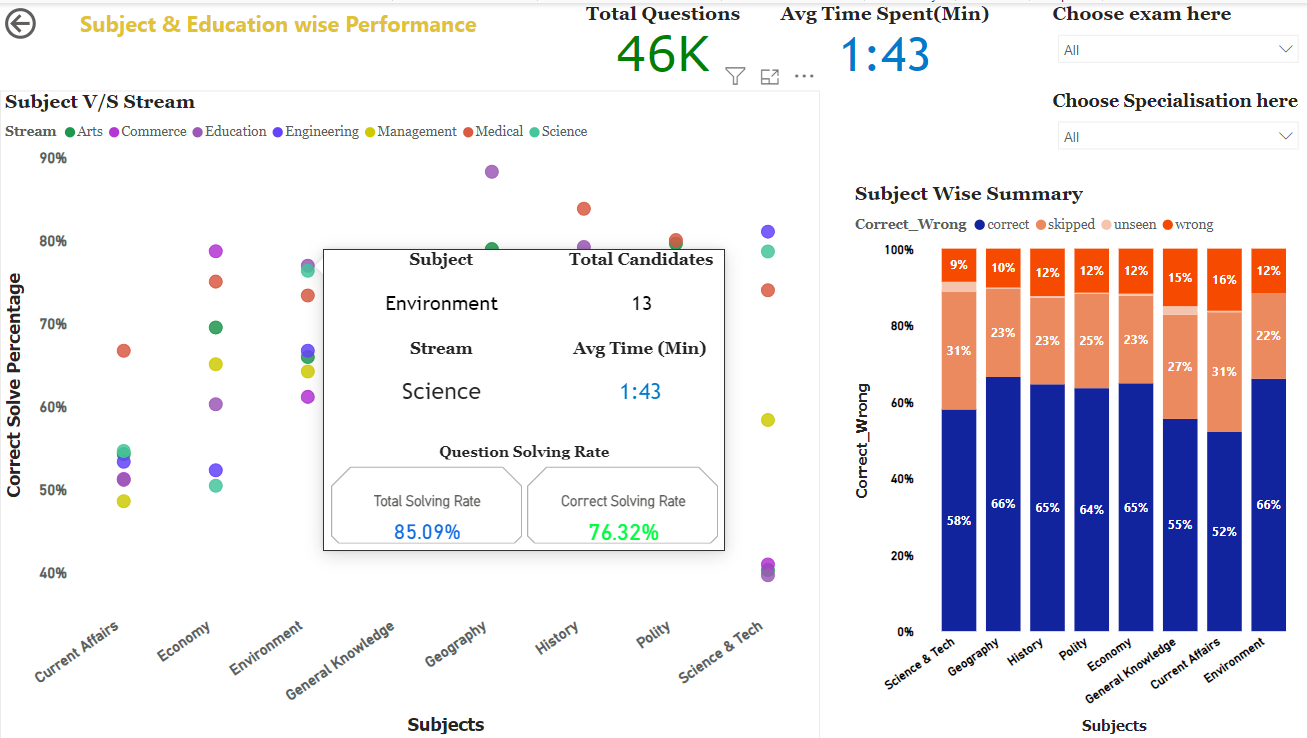 Subject & Education wise Performance
Total Questions
46K
Avg Time Spent(Min)
1:43
Choose exam here
All
Choose Specialisation here
All
Subject V/S Stream
Stream Arts Commerce Education Engineering Management Medical Science
Correct Solve Percentage
90%
80%
70%
60%
50%
40%
Current Affairs
Economy
Environment
General Knowledge
Geography
History
Polity
Science & Tech
Subjects
Subject Total Candidates
Environment 13
Stream Avg Time (Min)
Science 1:43
Question Solving Rate
Total Solving Rate Correct Solving Rate
85.09% 76.32%
Subject Wise Summary
Correct_Wrong correct skipped unseen wrong
Correct_Wrong
100%
80%
60%
40%
20%
0%
9% 10% 12% 12% 12% 15% 16% 12%
31% 23% 23% 25% 23% 27% 31% 22%
58% 66% 65% 64% 65% 55% 52% 66%
Science & Tech
Geography
History
Polity
Economy
General Knowledge
Current Affairs
Environment
Subjects